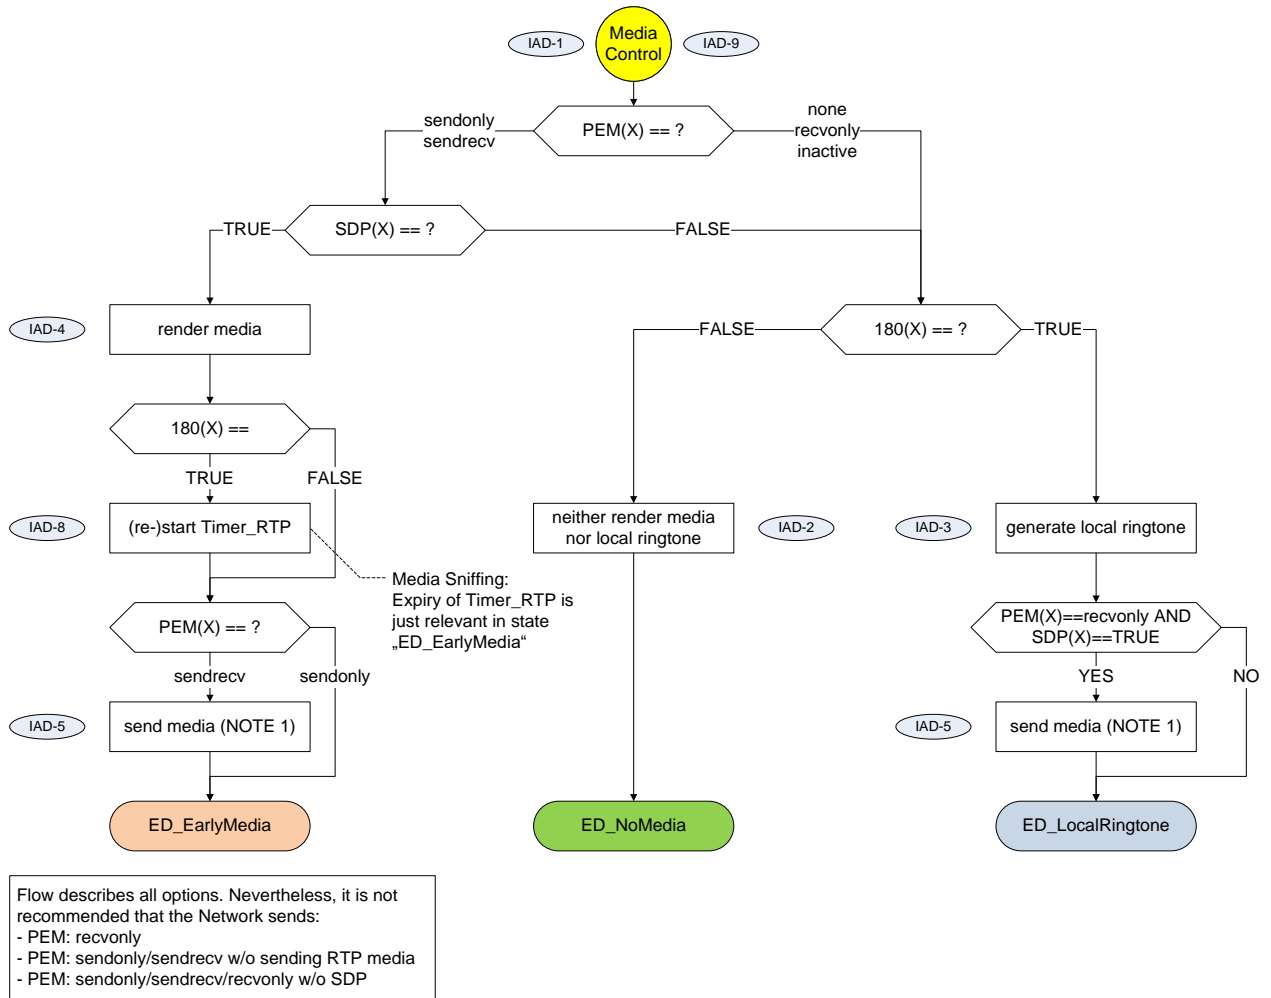 IAD-1
Media
Control
IAD-9
PEM(X) == ?
sendonly
sendrecv
none
recvonly
inactive
SDP(X) == ?
TRUE
FALSE
IAD-4
render media
180(X) == ?
FALSE
TRUE
180(X) ==
TRUE
FALSE
IAD-8
(re-)start Timer_RTP
neither render media
nor local ringtone
IAD-2
IAD-3
generate local ringtone
Media Sniffing:
Expiry of Timer_RTP is
just relevant in state
„ED_EarlyMedia“
PEM(X) == ?
sendrecv
sendonly
PEM(X)==recvonly AND
SDP(X)==TRUE
YES
NO
IAD-5
send media (NOTE 1)
IAD-5
send media (NOTE 1)
ED_EarlyMedia
ED_NoMedia
ED_LocalRingtone
Flow describes all options. Nevertheless, it is not
recommended that the Network sends:
- PEM: recvonly
- PEM: sendonly/sendrecv w/o sending RTP media
- PEM: sendonly/sendrecv/recvonly w/o SDP